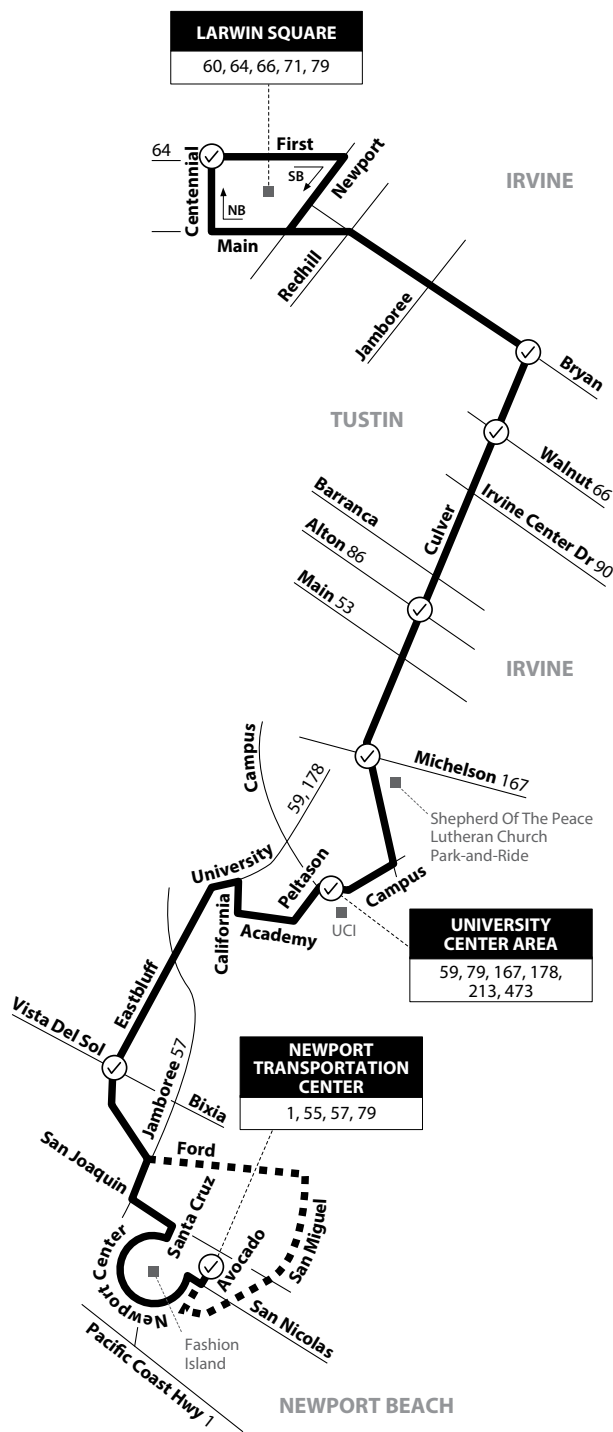 LARWIN SQUARE
60, 64, 66, 71, 79
64
First
Centennial
Newport
SB
NB
IRVINE
Main
Redhill
Jamboree
Bryan
TUSTIN
Walnut 66
Irvine Center Dr 90
Culver
Barranca
Alton 86
Main 53
IRVINE
Campus
Michelson 167
59, 178
Shepherd Of The Peace
Lutheran Church
Park-and-Ride
University
Peltason
Campus
California
Academy
UCI
UNIVERSITY
CENTER AREA
59, 79, 167, 178,
213, 473
Eastbluff
Vista Del Sol
Jamboree 57
NEWPORT
TRANSPORTATION
CENTER
1, 55, 57, 79
Bixia
San Joaquin
Ford
Santa Cruz
San Miguel
Avocado
Newport Center
San Nicolas
Fashion
Island
Pacific Coast Hwy 1
NEWPORT BEACH